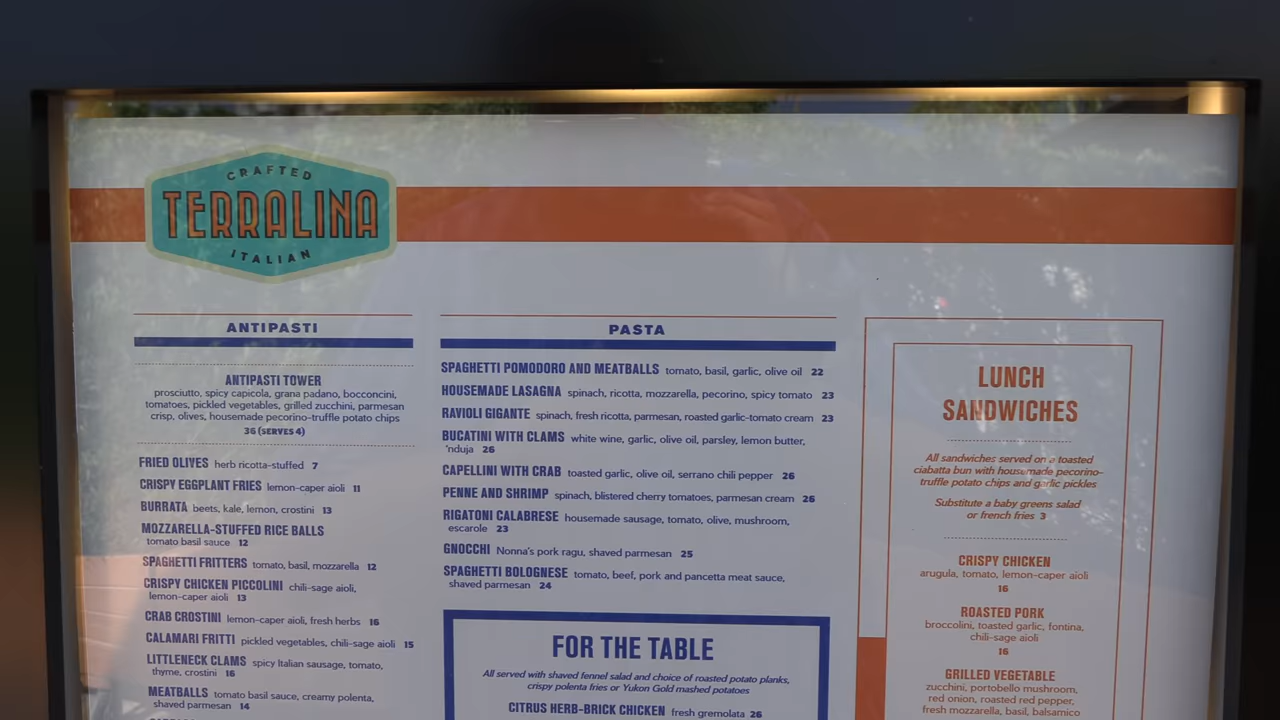 CRAFTED
TERRALINA
ITALIAN
ANTIPASTI
ANTIPASTI TOWER
prosciutto, spicy capicola, grana padano, bocconcini,
tomatoes, pickled vegetables, grilled zucchini, parmesan
crisp, olives, housemade pecorino-truffle potato chips
36 (SERVES 4)
FRIED OLIVES herb ricotta-stuffed 7
CRISPY EGGPLANT FRIES lemon-caper aioli 11
BURRATA beets, kale, lemon, crostini 13
MOZZARELLA-STUFFED RICE BALLS
tomato basil sauce 12
SPAGHETTI FRITTERS tomato, basil, mozzarella 12
CRISPY CHICKEN PICCOLINI chili-sage aioli,
lemon-caper aioli 13
CRAB CROSTINI lemon-caper aioli, fresh herbs 16
CALAMARI FRITTI pickled vegetables, chili-sage aioli 15
LITTLENECK CLAMS spicy Italian sausage, tomato,
thyme, crostini 16
MEATBALLS tomato basil sauce, creamy polenta,
shaved parmesan 14
PASTA
SPAGHETTI POMODORO AND MEATBALLS tomato, basil, garlic, olive oil 22
HOUSEMADE LASAGNA spinach, ricotta, mozzarella, pecorino, spicy tomato 23
RAVIOLI GIGANTE spinach, fresh ricotta, parmesan, roasted garlic-tomato cream 23
BUCATINI WITH CLAMS white wine, garlic, olive oil, parsley, lemon butter,
'nduja 26
CAPELLINI WITH CRAB toasted garlic, olive oil, serrano chili pepper 26
PENNE AND SHRIMP spinach, blistered cherry tomatoes, parmesan cream 26
RIGATONI CALABRESE housemade sausage, tomato, olive, mushroom,
escarole 23
GNOCCHI Nonna's pork ragu, shaved parmesan 25
SPAGHETTI BOLOGNESE tomato, beef, pork and pancetta meat sauce,
shaved parmesan 24
FOR THE TABLE
All served with shaved fennel salad and choice of roasted potato planks,
crispy polenta fries or Yukon Gold mashed potatoes
CITRUS HERB-BRICK CHICKEN fresh gremolata 26
LUNCH
SANDWICHES
All sandwiches served on a toasted
ciabatta bun with housemade pecorino-
truffle potato chips and garlic pickles
Substitute a baby greens salad
or french fries 3
CRISPY CHICKEN
arugula, tomato, lemon-caper aioli
16
ROASTED PORK
broccolini, toasted garlic, fontina,
chili-sage aioli
16
GRILLED VEGETABLE
zucchini, portobello mushroom,
red onion, roasted red pepper,
fresh mozzarella, basil, balsamico